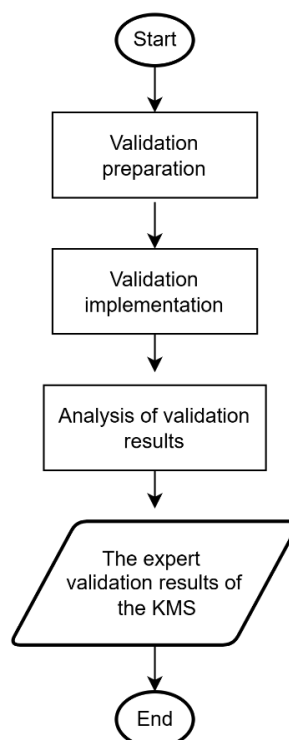 Start
Validation
preparation
Validation
implementation
Analysis of validation
results
The expert
validation results of
the KMS
End